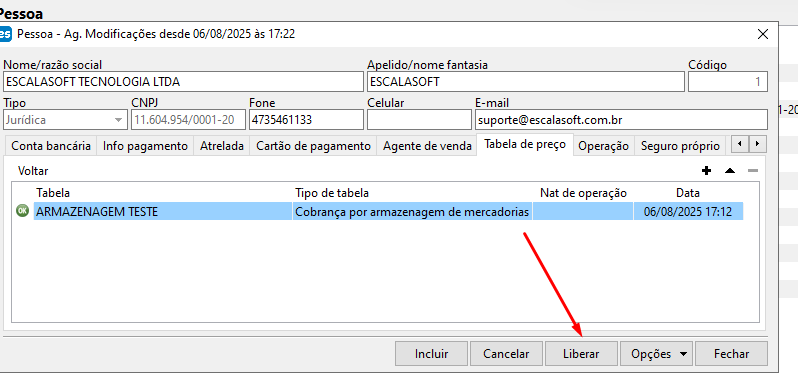 Pessoa
es Pessoa - Ag. Modificações desde 06/08/2025 às 17:22
Nome/razão social Apelido/nome fantasia Código
ESCALASOFT TECNOLOGIA LTDA ESCALASOFT 1
Tipo CNPJ Fone Celular E-mail
Jurídica 11.604.954/0001-20 4735461133 suporte@escalasoft.com.br
1-20
Conta bancária Info pagamento Atrelada Cartão de pagamento Agente de venda Tabela de preço Operação Seguro próprio
Voltar
Tabela Tipo de tabela Nat de operação Data
OK ARMAZENAGEM TESTE Cobrança por armazenagem de mercadorias 06/08/2025 17:12
Incluir Cancelar Liberar Opções Fechar